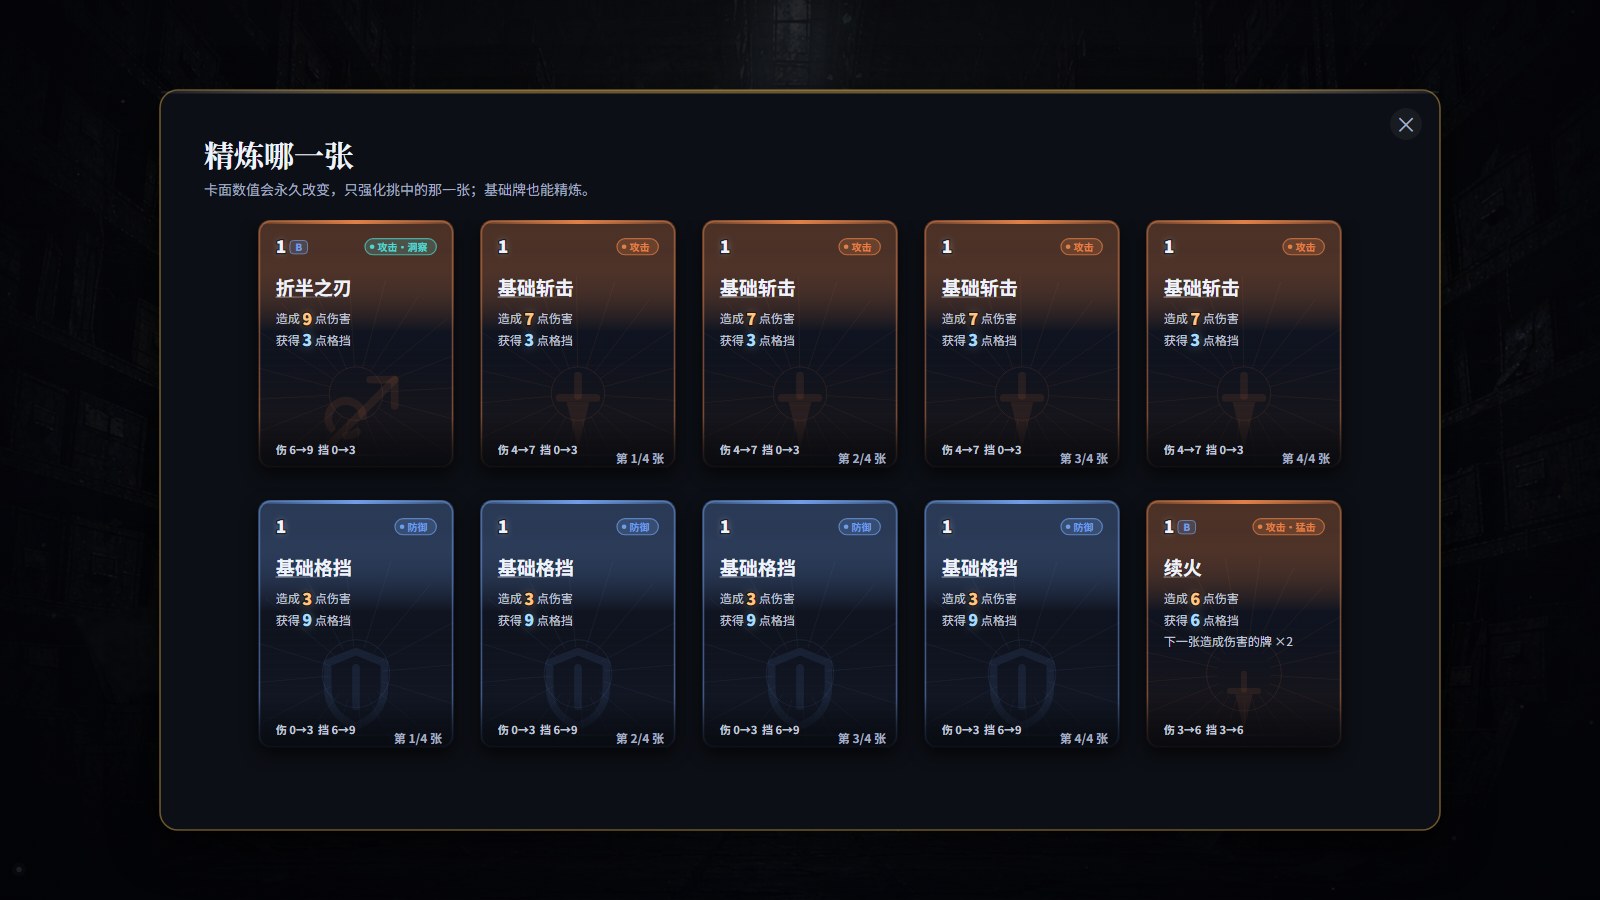 精炼哪一张
卡面数值会永久改变，只强化挑中的那一张；基础牌也能精炼。
1 B 攻击·洞察
折半之刃
造成 9 点伤害
获得 3 点格挡
伤 6→9 挡 0→3
1 攻击
基础斩击
造成 7 点伤害
获得 3 点格挡
伤 4→7 挡 0→3
第 1/4 张
1 攻击
基础斩击
造成 7 点伤害
获得 3 点格挡
伤 4→7 挡 0→3
第 2/4 张
1 攻击
基础斩击
造成 7 点伤害
获得 3 点格挡
伤 4→7 挡 0→3
第 3/4 张
1 攻击
基础斩击
造成 7 点伤害
获得 3 点格挡
伤 4→7 挡 0→3
第 4/4 张
1 防御
基础格挡
造成 3 点伤害
获得 9 点格挡
伤 0→3 挡 6→9
第 1/4 张
1 防御
基础格挡
造成 3 点伤害
获得 9 点格挡
伤 0→3 挡 6→9
第 2/4 张
1 防御
基础格挡
造成 3 点伤害
获得 9 点格挡
伤 0→3 挡 6→9
第 3/4 张
1 防御
基础格挡
造成 3 点伤害
获得 9 点格挡
伤 0→3 挡 6→9
第 4/4 张
1 B 攻击·猛击
续火
造成 6 点伤害
获得 6 点格挡
下一张造成伤害的牌 ×2
伤 3→6 挡 3→6